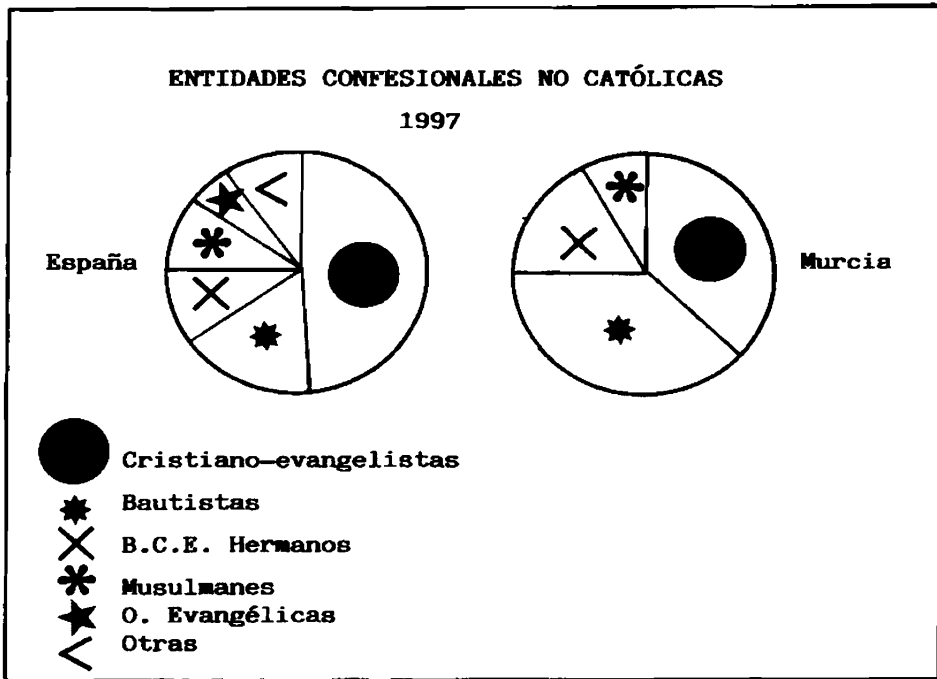 ENTIDADES CONFESIONALES NO CATÓLICAS
1997
España
Murcia
Cristiano-evangelistas
Bautistas
B.C.E. Hermanos
Musulmanes
O. Evangélicas
Otras